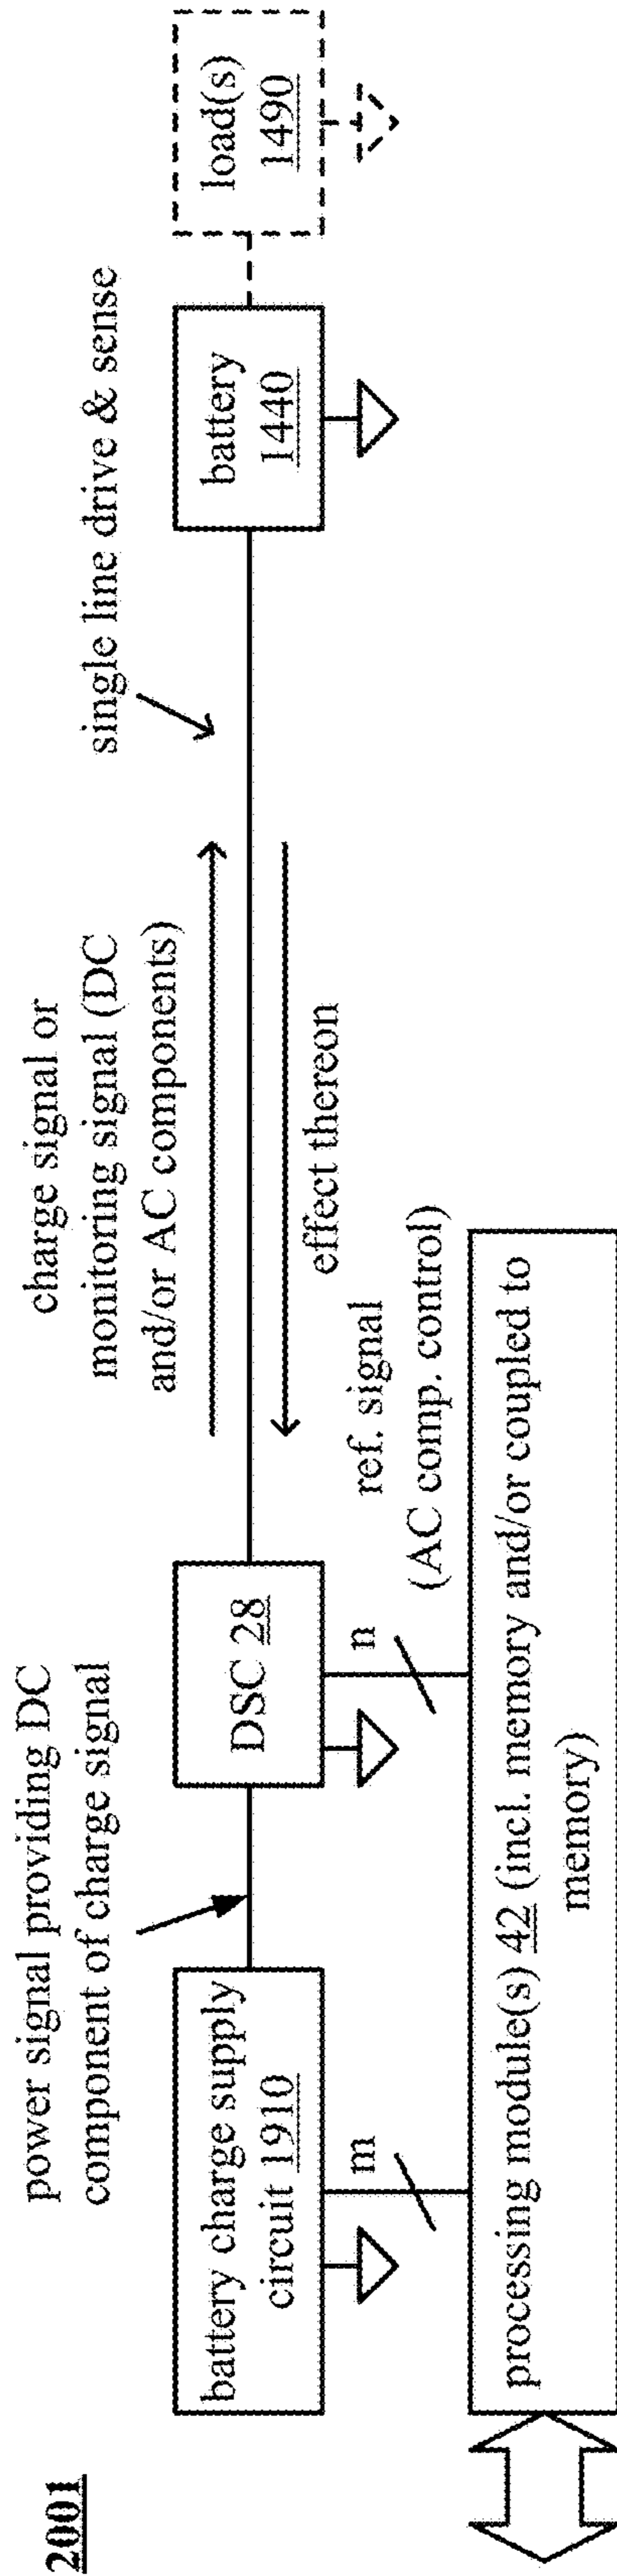 2001
power signal providing DC
component of charge signal
charge signal or
monitoring signal (DC
and/or AC components)
single line drive & sense
battery charge supply
circuit 1910
DSC 28
battery
1440
load(s)
1490
effect thereon
m
n
ref. signal
(AC comp. control)
processing module(s) 42 (incl. memory and/or coupled to
memory)